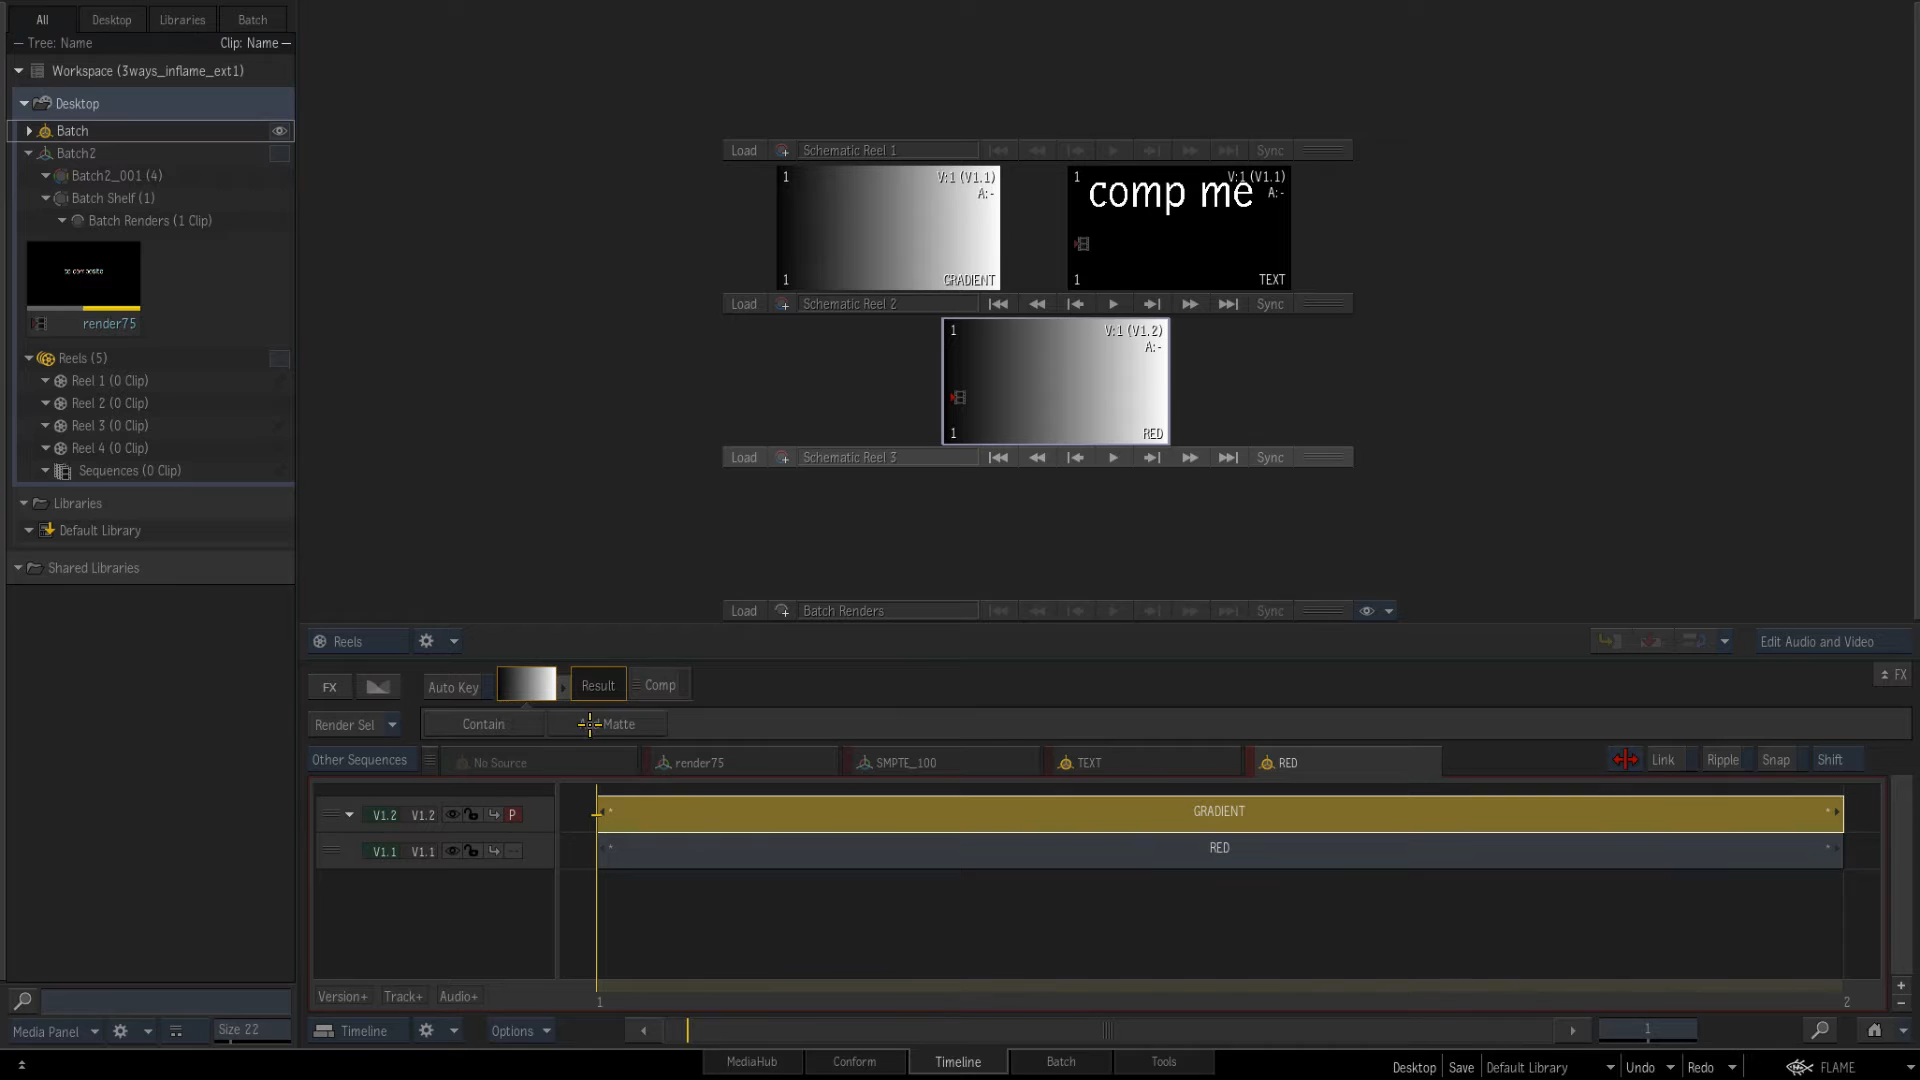 All Desktop Libraries Batch
Tree: Name Clip: Name
Workspace (3ways_inflame_ext1)
Desktop
Batch
Batch2
Batch2_001 (4)
Batch Shelf (1)
Batch Renders (1 Clip)
render75
Reels (5)
Reel 1 (0 Clip)
Reel 2 (0 Clip)
Reel 3 (0 Clip)
Reel 4 (0 Clip)
Sequences (0 Clip)
Libraries
Default Library
Shared Libraries
Media Panel Size 22
Load Schematic Reel 1 Sync
1 V:1 (V1.1)
A:-
1 GRADIENT
1 V:1 (V1.1)
comp me A:-
1 TEXT
Load Schematic Reel 2 Sync
1 V:1 (V1.2)
A:-
1 RED
Load Schematic Reel 3 Sync
Load Batch Renders Sync
Reels Edit Audio and Video
FX Auto Key Result Comp FX
Render Sel Contain Matte
Other Sequences No Source render75 SMPTE_100 TEXT RED Link Ripple Snap Shift
V1.2 V1.2 P * GRADIENT *
V1.1 V1.1 * RED *
Version+ Track+ Audio+ 1 2
Timeline Options 1
MediaHub Conform Timeline Batch Tools Desktop Save Default Library Undo Redo FLAME